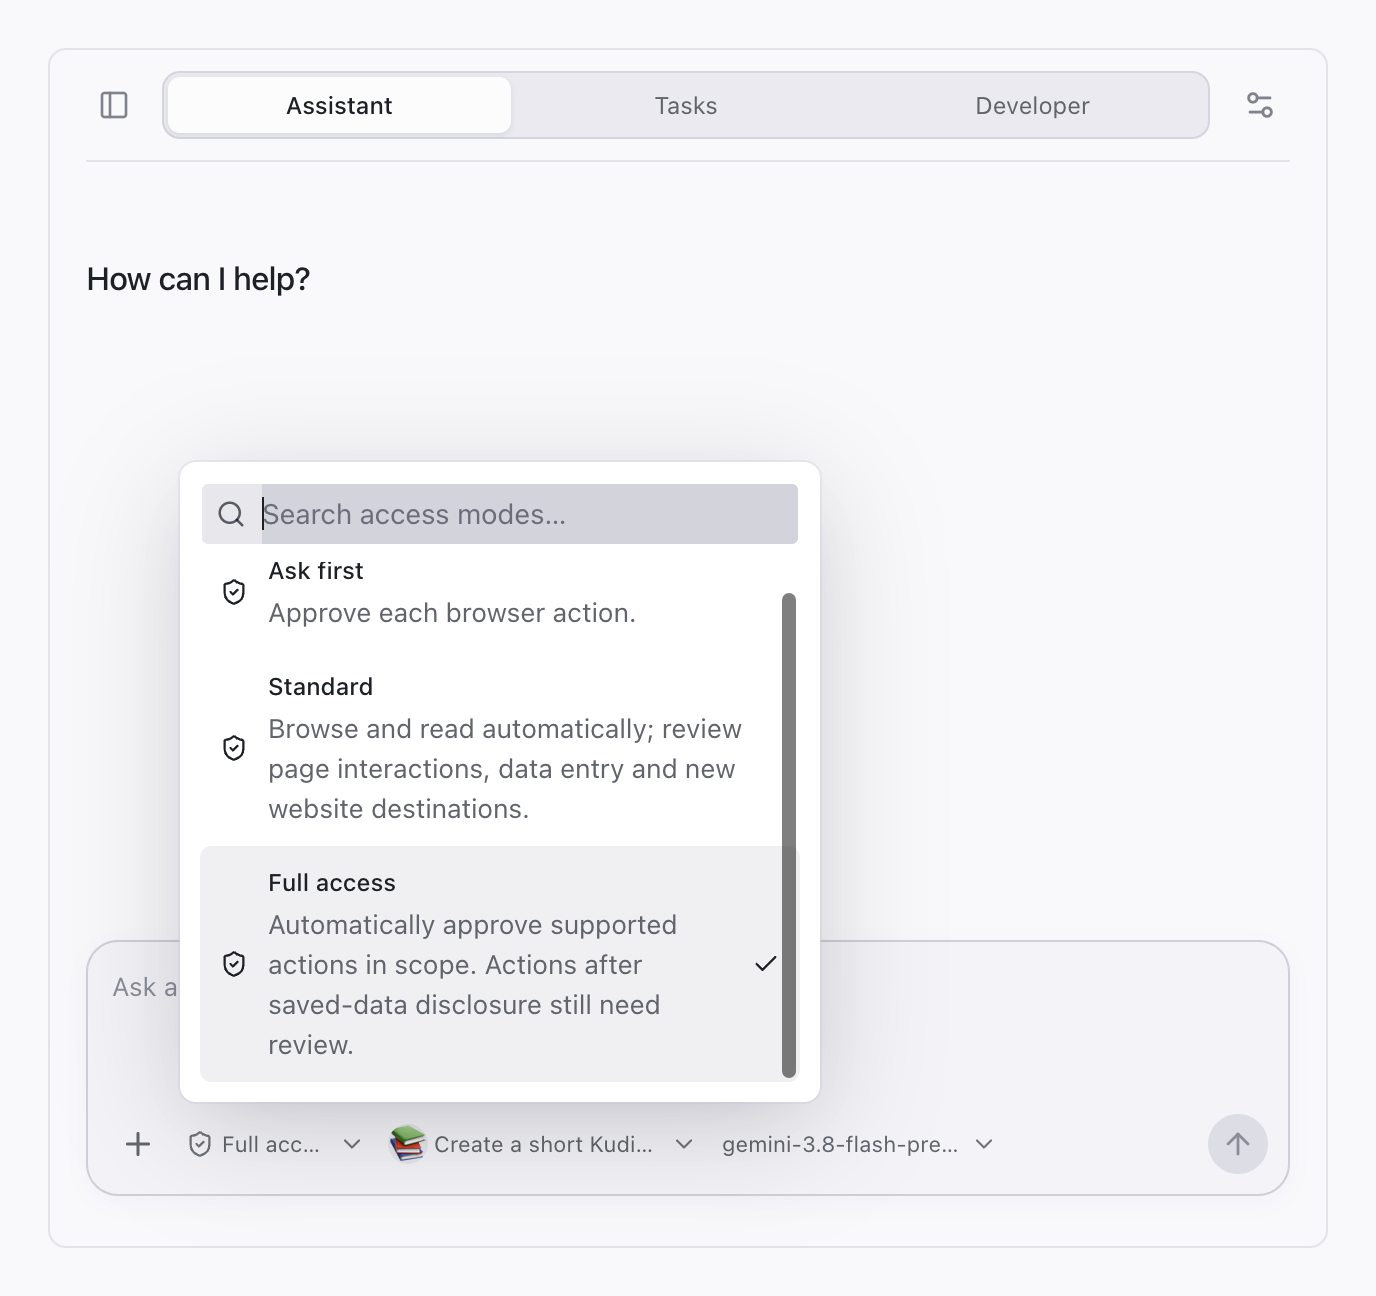 Assistant
Tasks
Developer
How can I help?
Search access modes...
Ask first
Approve each browser action.
Standard
Browse and read automatically; review
page interactions, data entry and new
website destinations.
Full access
Automatically approve supported
actions in scope. Actions after
saved-data disclosure still need
review.
Ask a
Full acc...
Create a short Kudi...
gemini-3.8-flash-pre...